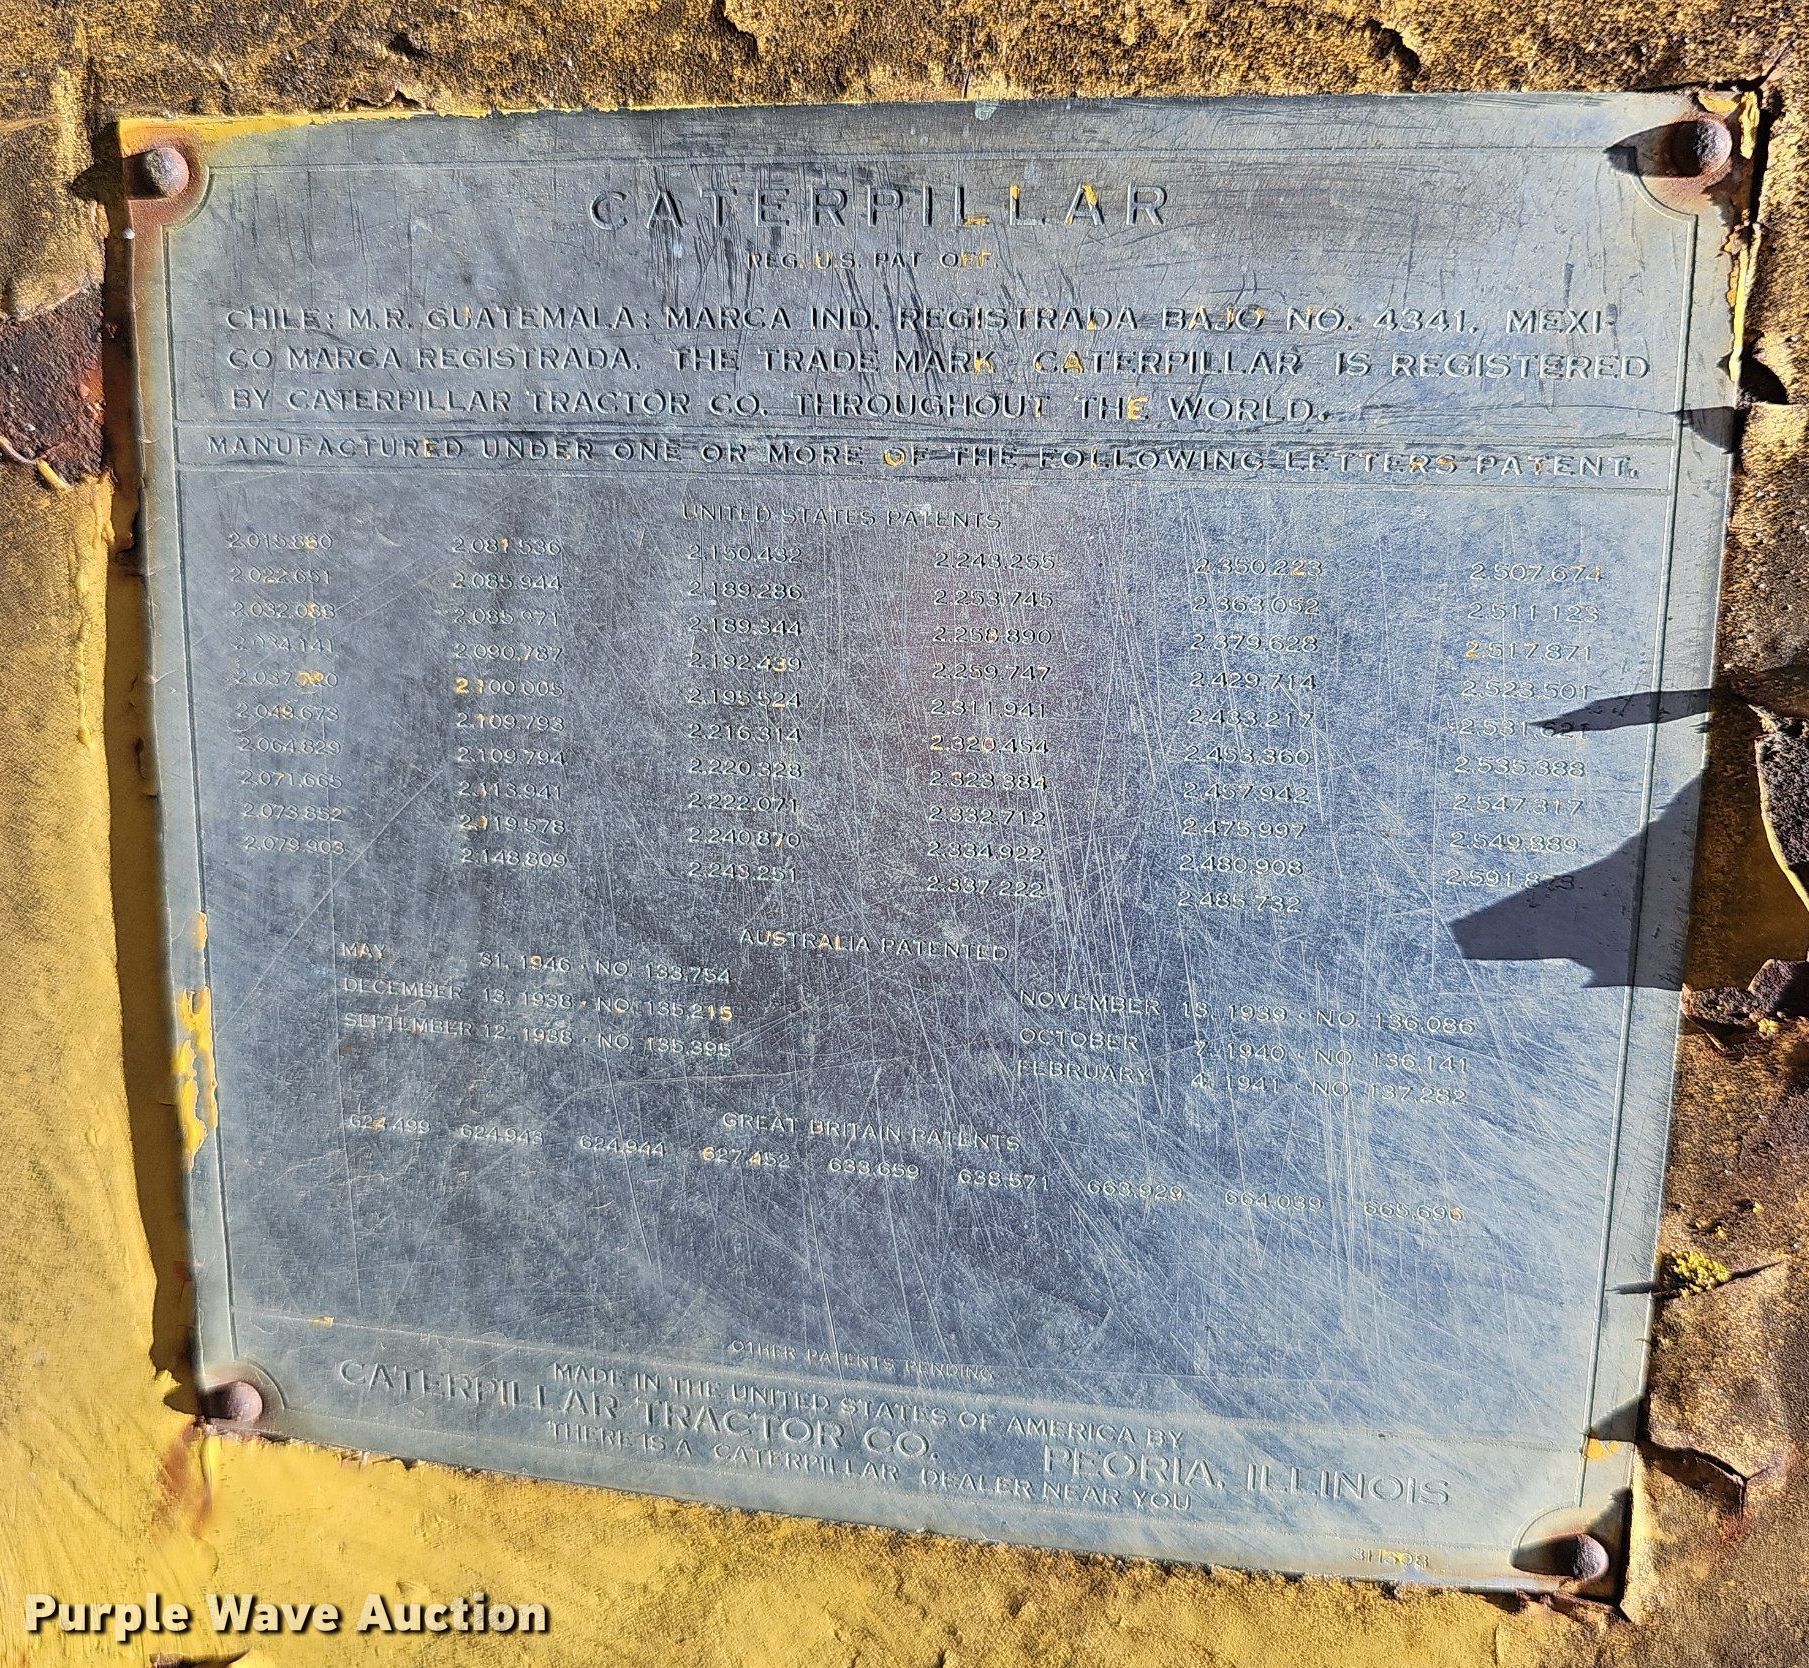 CATERPILLAR
REG. U.S. PAT OFF.
CHILE: M.R. GUATEMALA: MARCA IND. REGISTRADA BAJO NO. 4341. MEXI-
CO MARCA REGISTRADA. THE TRADE MARK CATERPILLAR IS REGISTERED
BY CATERPILLAR TRACTOR CO. THROUGHOUT THE WORLD.
MANUFACTURED UNDER ONE OR MORE OF THE FOLLOWING LETTERS PATENT.
UNITED STATES PATENTS
2.015.880 2.081.536 2.150.432 2.243.255 2.350.223 2.507.674
2.022.651 2.085.944 2.189.286 2.253.745 2.363.052 2.511.123
2.032.088 2.085.971 2.189.344 2.258.890 2.379.628 2.517.871
2.034.141 2.090.787 2.192.439 2.259.747 2.429.714 2.523.501
2.100.005 2.195.524 2.311.941 2.433.217 2.531.621
2.049.673 2.109.793 2.216.314 2.320.454 2.453.360 2.535.388
2.064.829 2.109.794 2.220.328 2.323.384 2.457.942 2.547.317
2.071.665 2.113.941 2.222.071 2.332.712 2.475.997 2.549.889
2.073.852 2.119.578 2.240.870 2.334.922 2.480.908
2.079.903 2.148.809 2.243.251 2.337.222 2.485.732
AUSTRALIA PATENTED
MAY 31, 1946 · NO. 133.754
DECEMBER 13, 1938 · NO. 135.215
SEPTEMBER 12, 1938 · NO. 135.395
NOVEMBER 13, 1939 · NO. 136.086
OCTOBER 7, 1940 · NO. 136.141
FEBRUARY 4, 1941 · NO. 137.282
GREAT BRITAIN PATENTS
624.499 624.943 624.944 627.452 633.659 638.571 663.929 664.039 665.696
OTHER PATENTS PENDING
MADE IN THE UNITED STATES OF AMERICA BY
CATERPILLAR TRACTOR CO. PEORIA, ILLINOIS
THERE IS A CATERPILLAR DEALER NEAR YOU
3H508
Purple Wave Auction